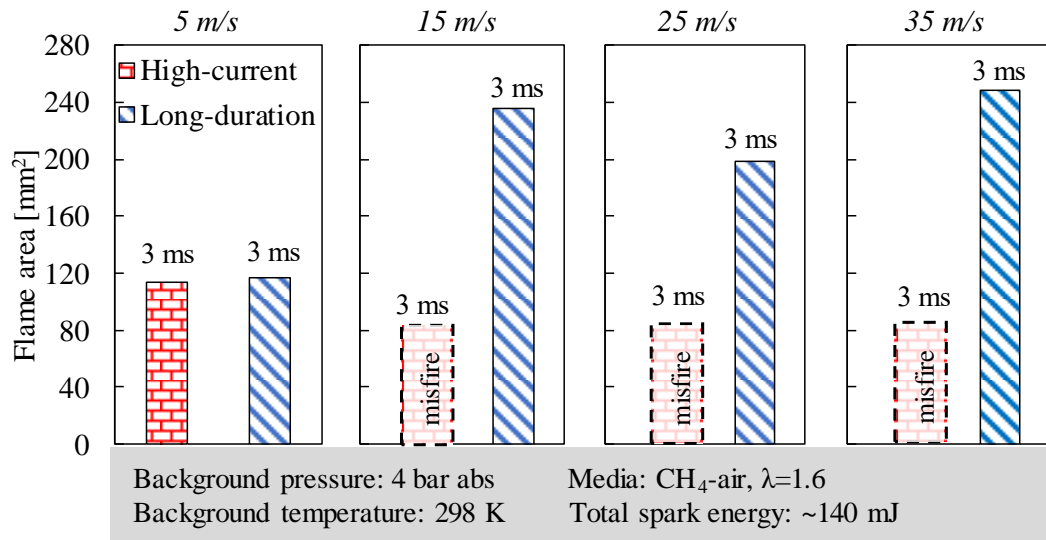 5 m/s 15 m/s 25 m/s 35 m/s
Flame area [mm²]
280
240
200
160
120
80
40
0
High-current
Long-duration
3 ms 3 ms
3 ms 3 ms
misfire
3 ms 3 ms
misfire
3 ms 3 ms
misfire
Background pressure: 4 bar abs Media: CH₄-air, λ=1.6
Background temperature: 298 K Total spark energy: ~140 mJ